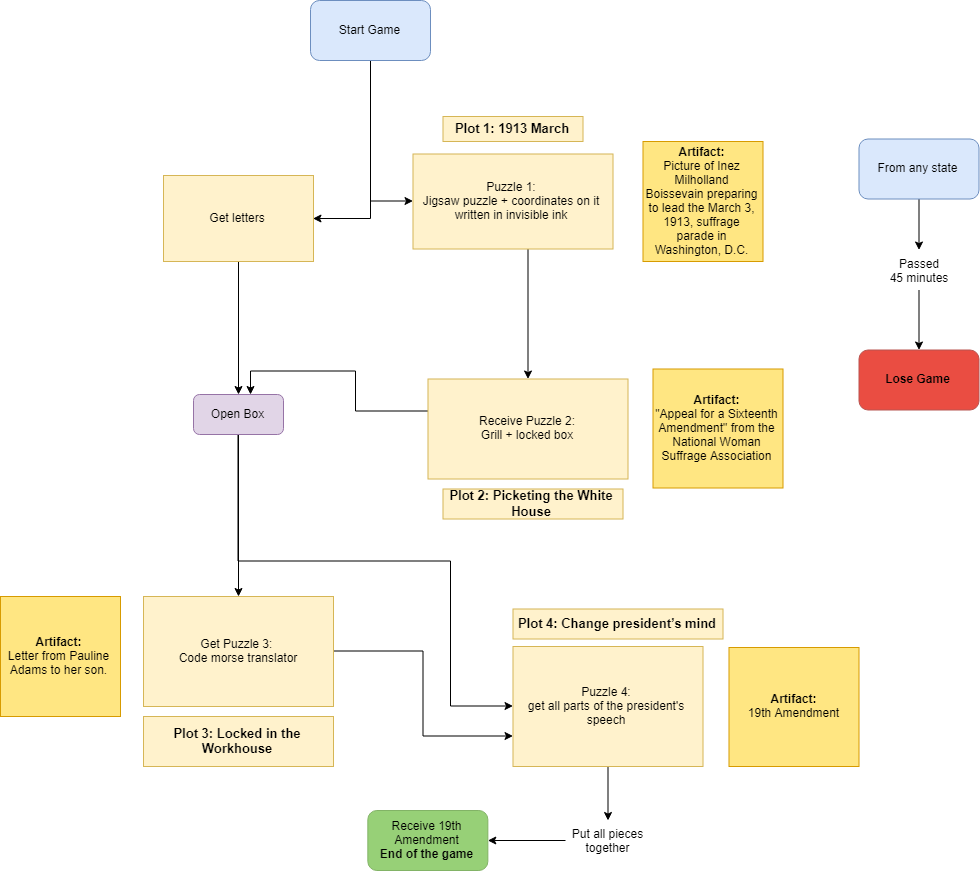 Start Game
Plot 1: 1913 March
Puzzle 1:
Jigsaw puzzle + coordinates on it
written in invisible ink
Artifact:
Picture of Inez
Milholland
Boissevain preparing
to lead the March 3,
1913, suffrage
parade in
Washington, D.C.
From any state
Get letters
Passed
45 minutes
Lose Game
Open Box
Receive Puzzle 2:
Grill + locked box
Artifact:
"Appeal for a Sixteenth
Amendment" from the
National Woman
Suffrage Association
Plot 2: Picketing the White
House
Artifact:
Letter from Pauline
Adams to her son.
Get Puzzle 3:
Code morse translator
Plot 3: Locked in the
Workhouse
Plot 4: Change president's mind
Puzzle 4:
get all parts of the president's
speech
Artifact:
19th Amendment
Put all pieces
together
Receive 19th
Amendment
End of the game